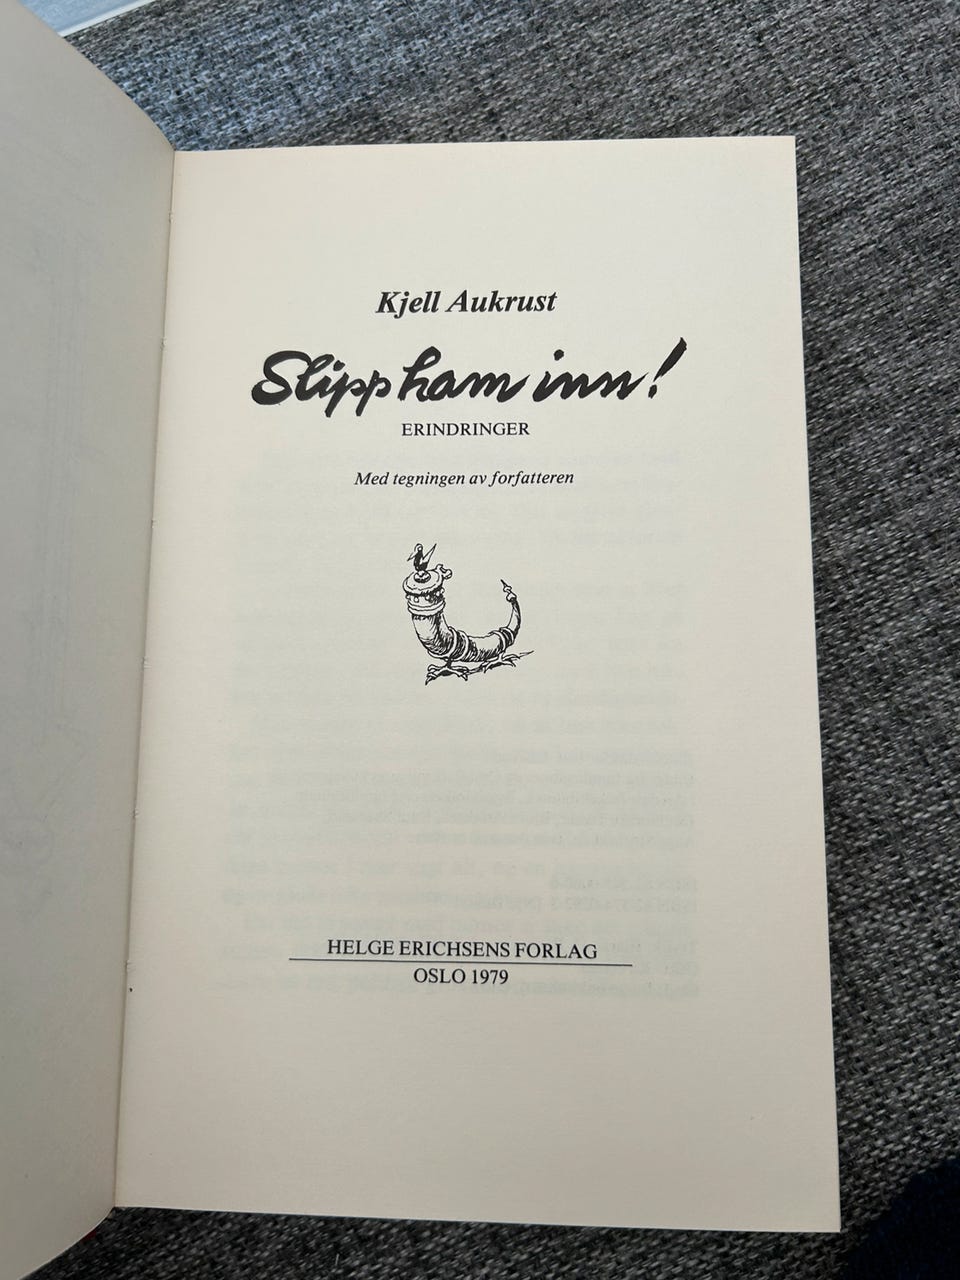 Kjell Aukrust
Slipp ham inn!
ERINDRINGER
Med tegningen av forfatteren
HELGE ERICHSENS FORLAG
OSLO 1979